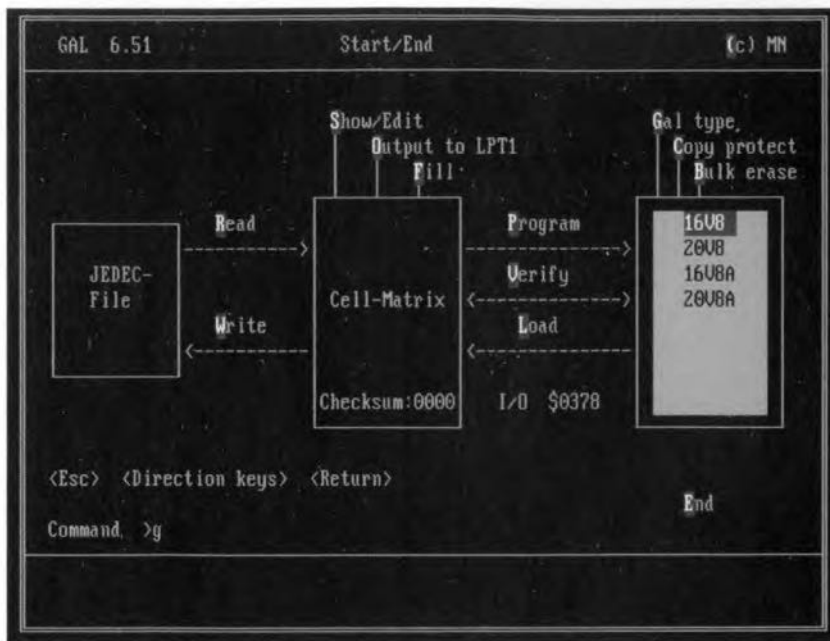 GAL 6.51 Start/End (c) MN
Show/Edit Gal type,
Output to LPT1 Copy protect
Fill Bulk erase
Read Program 16V8
20V8
JEDEC- Verify 16V8A
File Cell-Matrix 20V8A
Write Load
Checksum:0000 I/O $0378
<Esc> <Direction keys> <Return>
End
Command >g